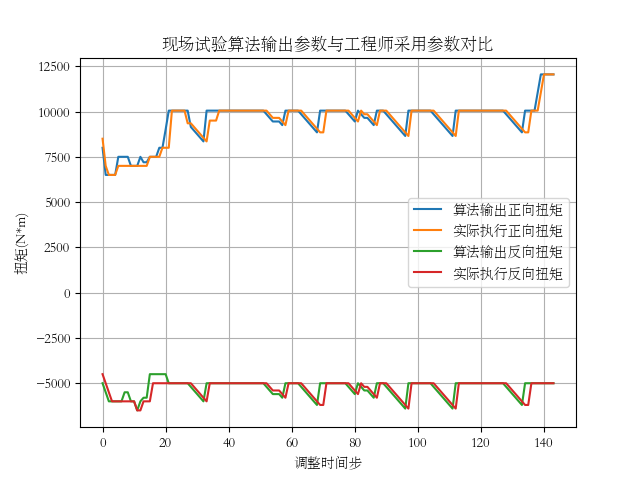 现场试验算法输出参数与工程师采用参数对比
12500
10000
7500
5000
2500
0
−2500
−5000
扭矩(N*m)
算法输出正向扭矩
实际执行正向扭矩
算法输出反向扭矩
实际执行反向扭矩
0 20 40 60 80 100 120 140
调整时间步